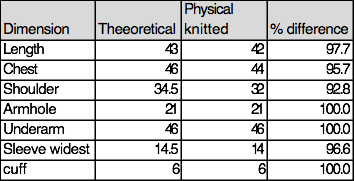 Dimension Theeoretical Physical knitted % difference
Length 43 42 97.7
Chest 46 44 95.7
Shoulder 34.5 32 92.8
Armhole 21 21 100.0
Underarm 46 46 100.0
Sleeve widest 14.5 14 96.6
cuff 6 6 100.0